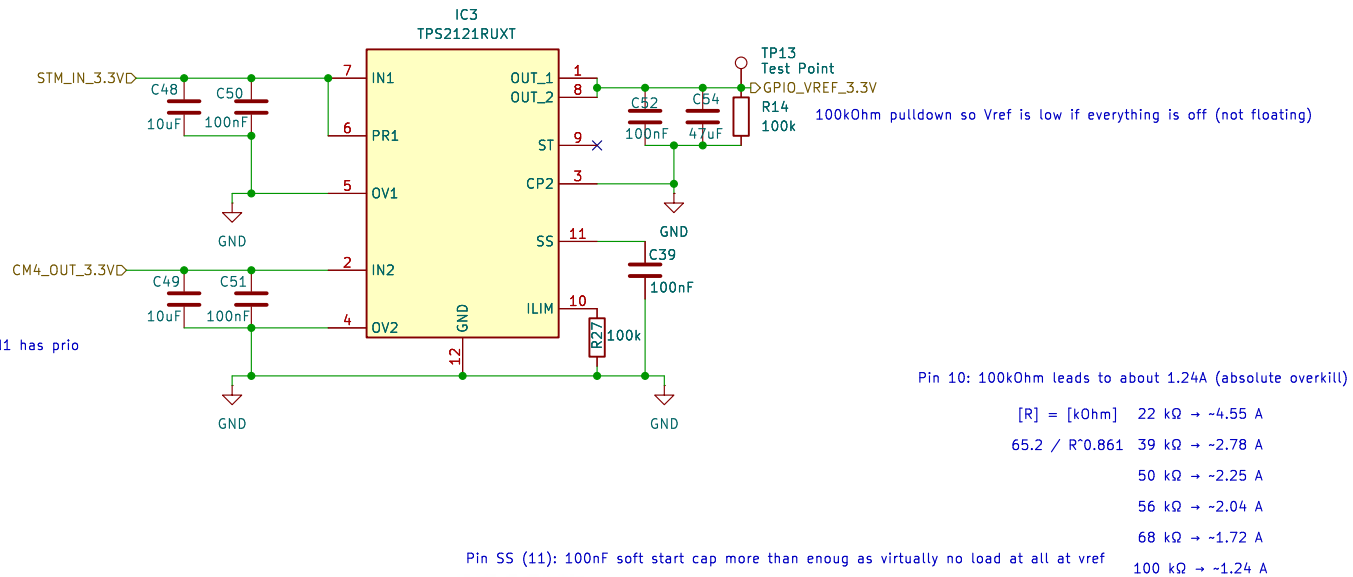 IC3
TPS2121RUXT
STM_IN_3.3V
C48
10uF
C50
100nF
7
IN1
6
PR1
5
OV1
GND
CM4_OUT_3.3V
C49
10uF
C51
100nF
2
IN2
4
OV2
GND
12
GND
OUT_1
1
OUT_2
8
ST
9
CP2
3
SS
11
ILIM
10
C52
100nF
C54
47uF
TP13
Test Point
GPIO_VREF_3.3V
R14
100k
100kOhm pulldown so Vref is low if everything is off (not floating)
GND
C39
100nF
R27
100k
GND
has prio
Pin 10: 100kOhm leads to about 1.24A (absolute overkill)
[R] = [kOhm] 22 kΩ → ~4.55 A
65.2 / R^0.861 39 kΩ → ~2.78 A
50 kΩ → ~2.25 A
56 kΩ → ~2.04 A
68 kΩ → ~1.72 A
100 kΩ → ~1.24 A
Pin SS (11): 100nF soft start cap more than enoug as virtually no load at all at vref